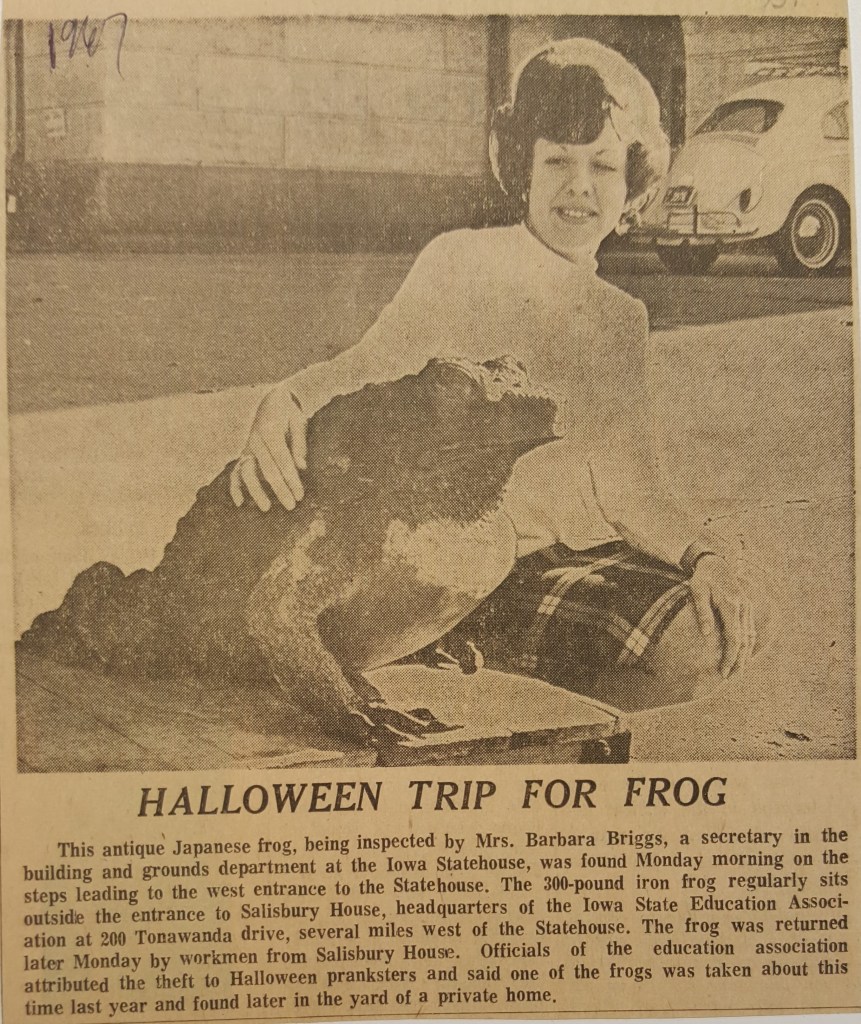 1967
HALLOWEEN TRIP FOR FROG
This antique Japanese frog, being inspected by Mrs. Barbara Briggs, a secretary in the
building and grounds department at the Iowa Statehouse, was found Monday morning on the
steps leading to the west entrance to the Statehouse. The 300-pound iron frog regularly sits
outside the entrance to Salisbury House, headquarters of the Iowa State Education Associ-
ation at 200 Tonawanda drive, several miles west of the Statehouse. The frog was returned
later Monday by workmen from Salisbury House. Officials of the education association
attributed the theft to Halloween pranksters and said one of the frogs was taken about this
time last year and found later in the yard of a private home.